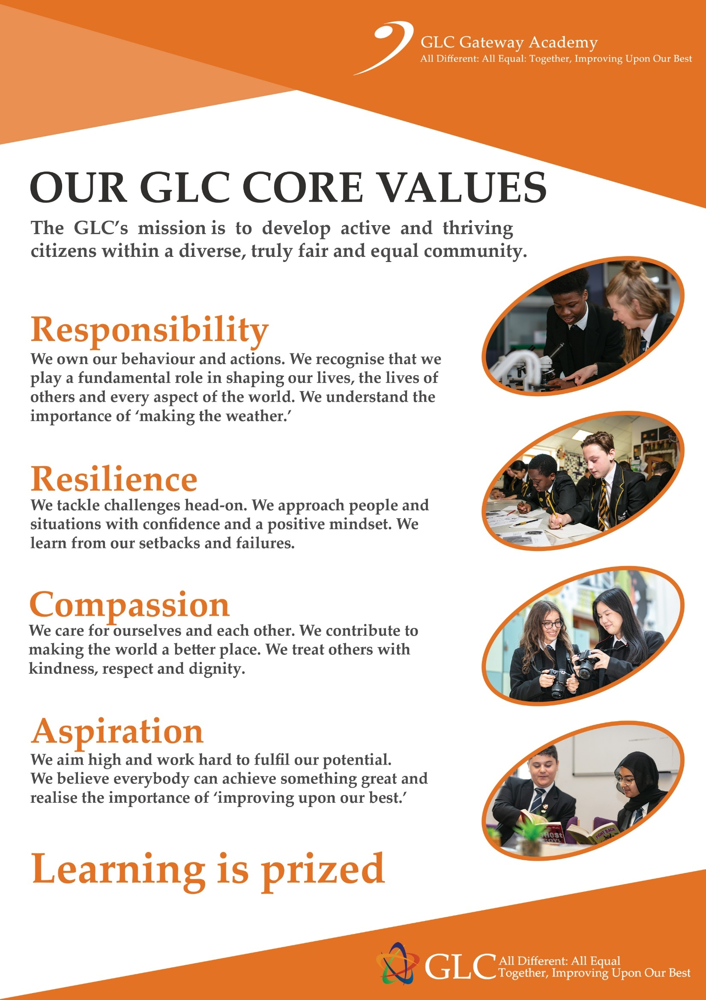 GLC Gateway Academy
All Different: All Equal: Together, Improving Upon Our Best
OUR GLC CORE VALUES
The GLC’s mission is to develop active and thriving
citizens within a diverse, truly fair and equal community.
Responsibility
We own our behaviour and actions. We recognise that we
play a fundamental role in shaping our lives, the lives of
others and every aspect of the world. We understand the
importance of ‘making the weather.’
Resilience
We tackle challenges head-on. We approach people and
situations with confidence and a positive mindset. We
learn from our setbacks and failures.
Compassion
We care for ourselves and each other. We contribute to
making the world a better place. We treat others with
kindness, respect and dignity.
Aspiration
We aim high and work hard to fulfil our potential.
We believe everybody can achieve something great and
realise the importance of ‘improving upon our best.’
FIGHT BACK
Learning is prized
GLC
All Different: All Equal
Together, Improving Upon Our Best